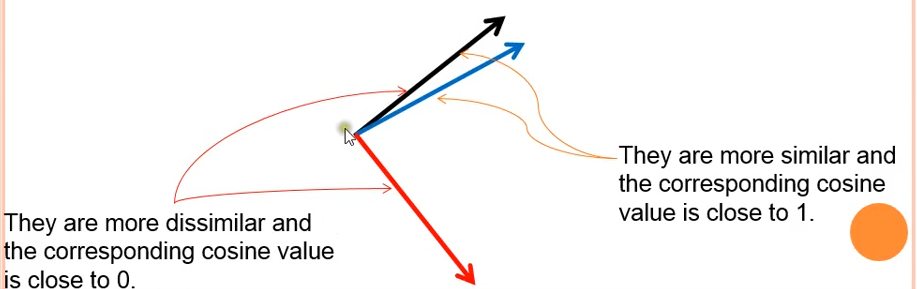 They are more similar and
the corresponding cosine
value is close to 1.
They are more dissimilar and
the corresponding cosine value
is close to 0.